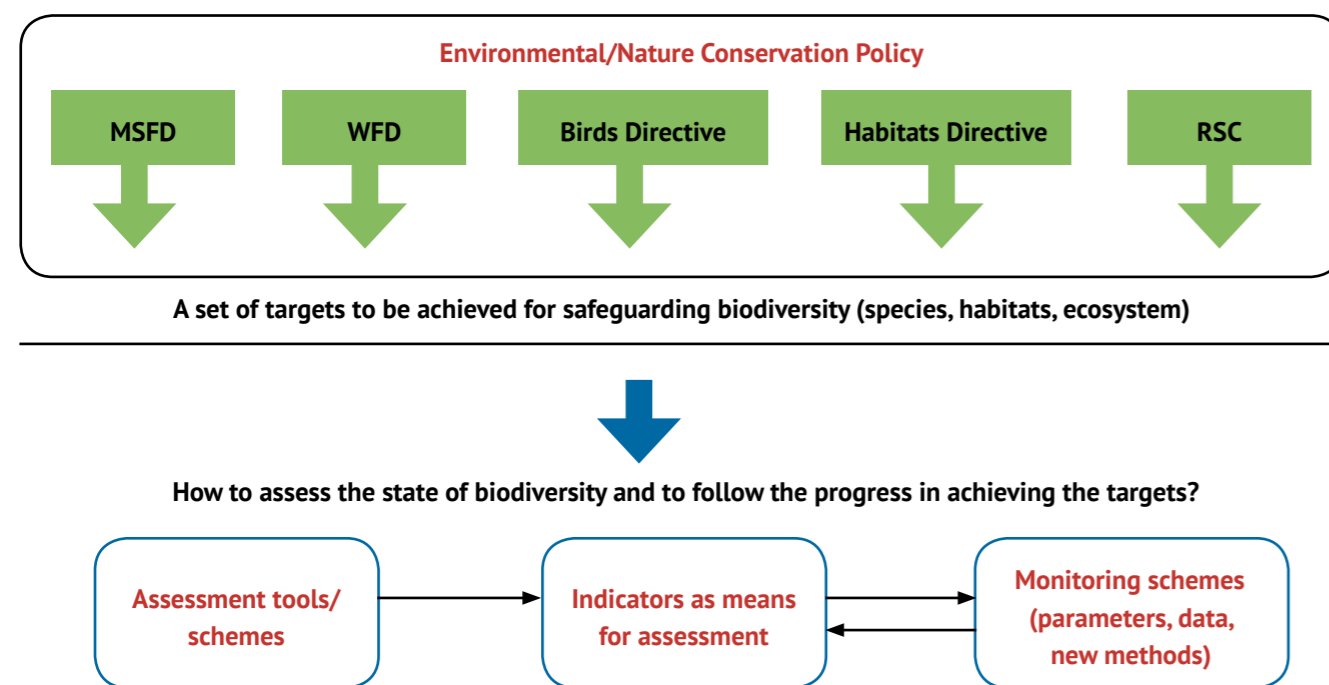 Environmental/Nature Conservation Policy
MSFD
WFD
Birds Directive
Habitats Directive
RSC
A set of targets to be achieved for safeguarding biodiversity (species, habitats, ecosystem)
How to assess the state of biodiversity and to follow the progress in achieving the targets?
Assessment tools/
schemes
Indicators as means
for assessment
Monitoring schemes
(parameters, data,
new methods)